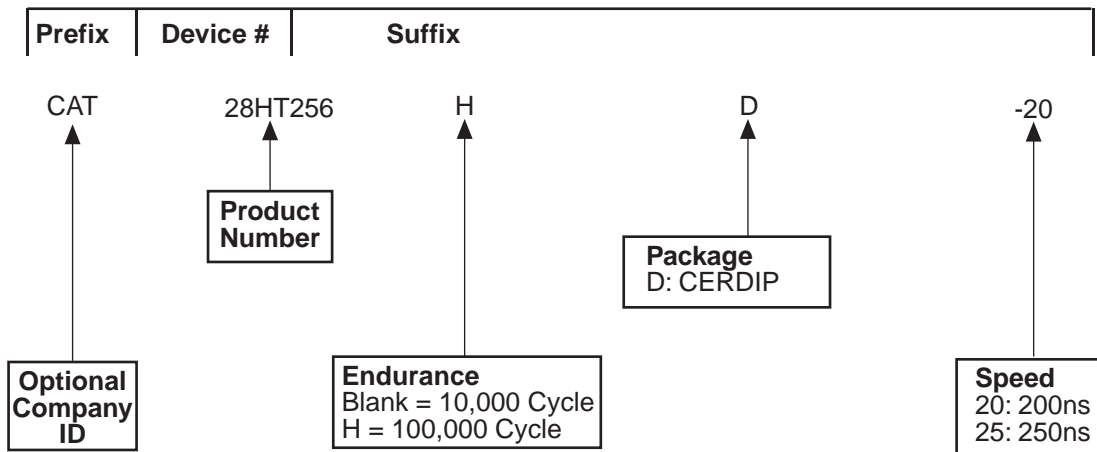 Prefix Device # Suffix
CAT 28HT256 H D -20
Product
Number
Package
D: CERDIP
Optional
Company
ID
Endurance
Blank = 10,000 Cycle
H = 100,000 Cycle
Speed
20: 200ns
25: 250ns